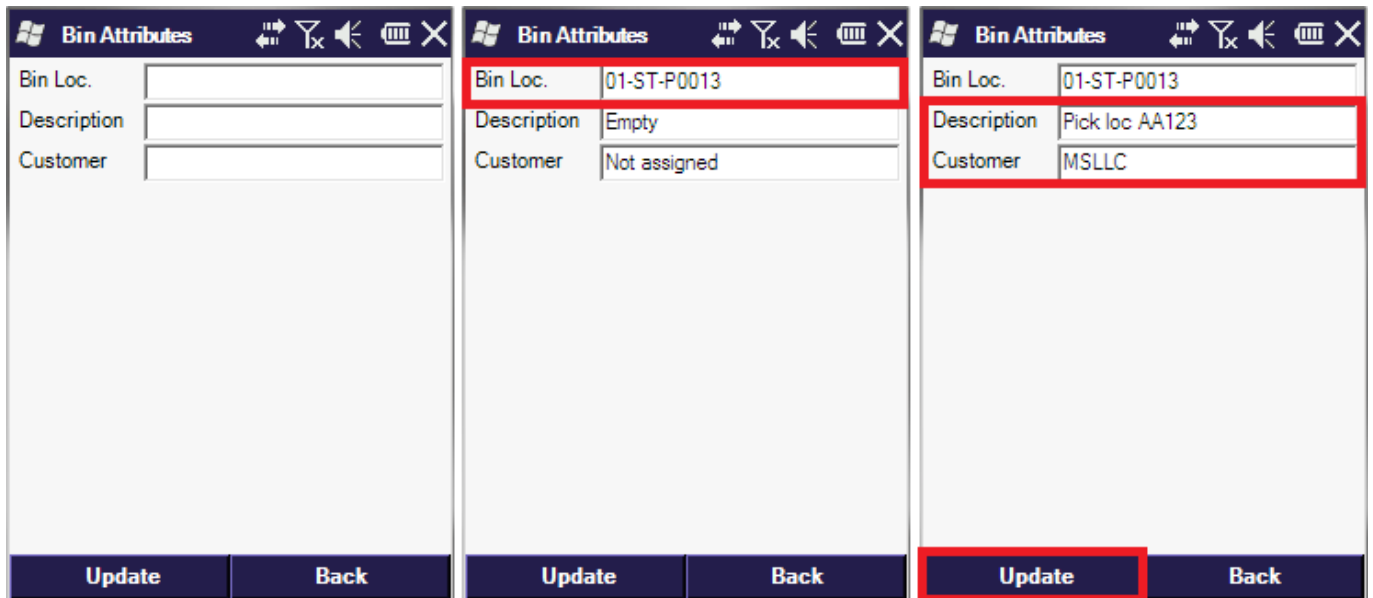 Bin Attributes
Bin Loc.
Description
Customer
Update Back
Bin Attributes
Bin Loc. 01-ST-P0013
Description Empty
Customer Not assigned
Update Back
Bin Attributes
Bin Loc. 01-ST-P0013
Description Pick loc AA123
Customer MSLLC
Update Back